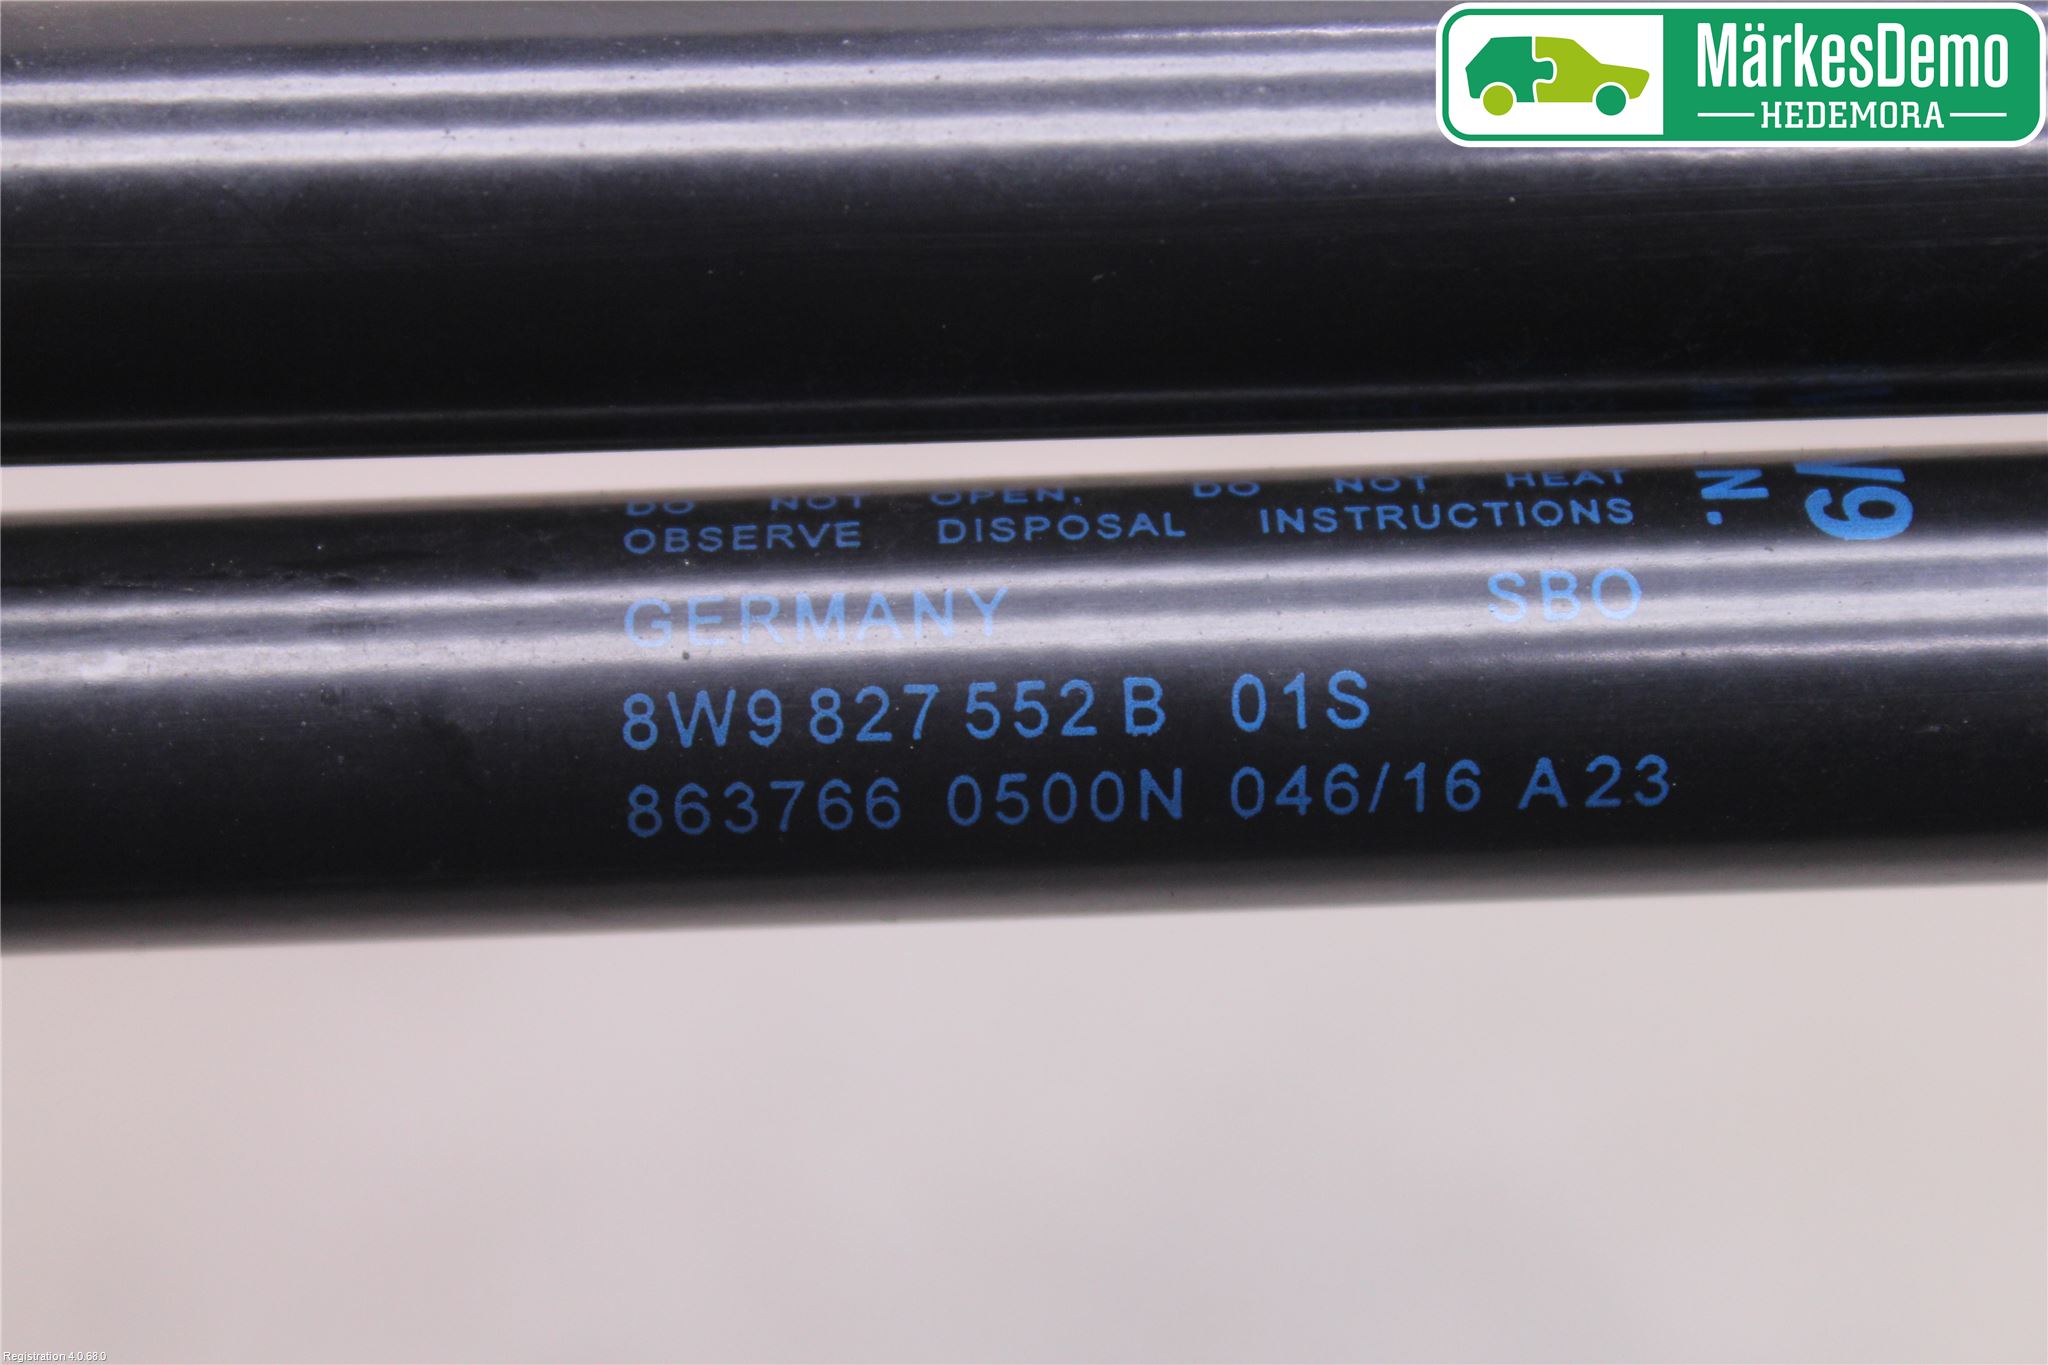 MärkesDemo
HEDEMORA
DO NOT OPEN, DO NOT HEAT
OBSERVE DISPOSAL INSTRUCTIONS
GERMANY SBO
8W9 827 552 B 01S
863766 0500N 046/16 A23
N.
Registration 4.0.68.0